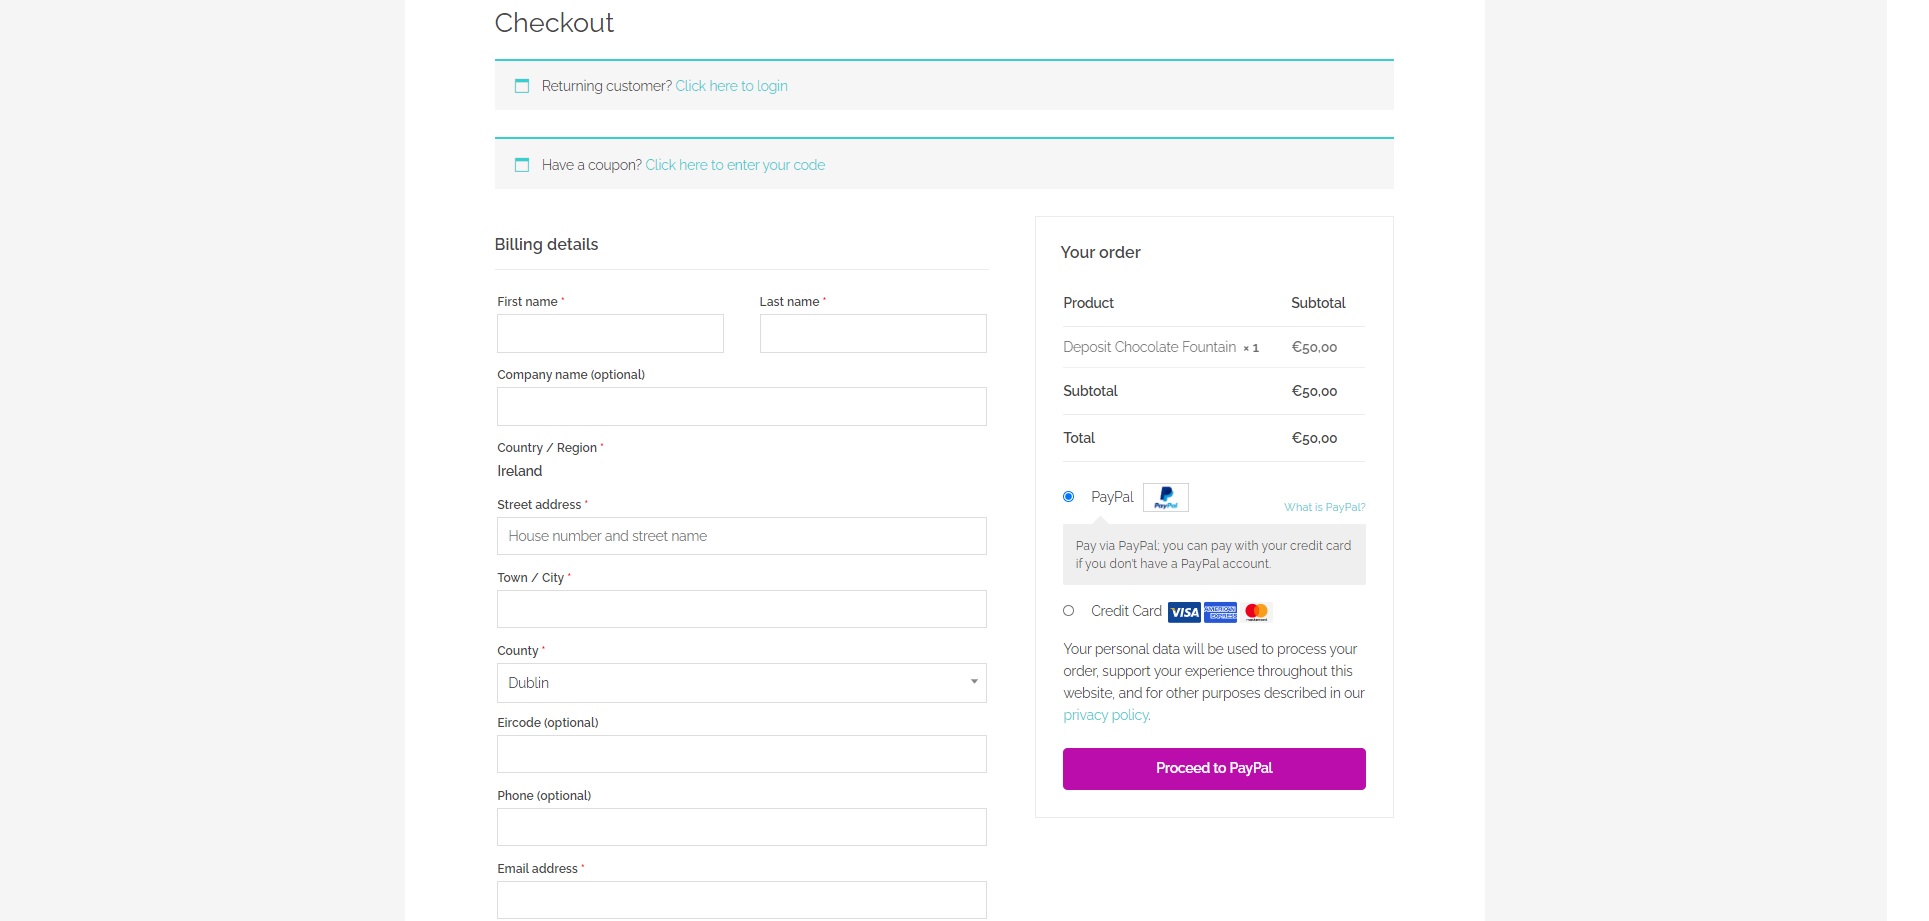 Checkout
Returning customer? Click here to login
Have a coupon? Click here to enter your code
Billing details
First name *
Last name *
Company name (optional)
Country / Region *
Ireland
Street address *
House number and street name
Town / City *
County *
Dublin
Eircode (optional)
Phone (optional)
Email address *
Your order
Product Subtotal
Deposit Chocolate Fountain × 1 €50,00
Subtotal €50,00
Total €50,00
PayPal PayPal What is PayPal?
Pay via PayPal; you can pay with your credit card
if you don't have a PayPal account.
Credit Card VISA AMERICAN EXPRESS mastercard
Your personal data will be used to process your
order, support your experience throughout this
website, and for other purposes described in our
privacy policy.
Proceed to PayPal